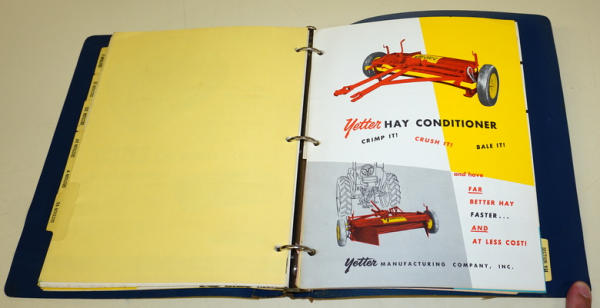 Yetter HAY CONDITIONER
CRIMP IT! CRUSH IT! BALE IT!
and have
FAR
BETTER HAY
FASTER...
AND
AT LESS COST!
Yetter MANUFACTURING COMPANY, INC.